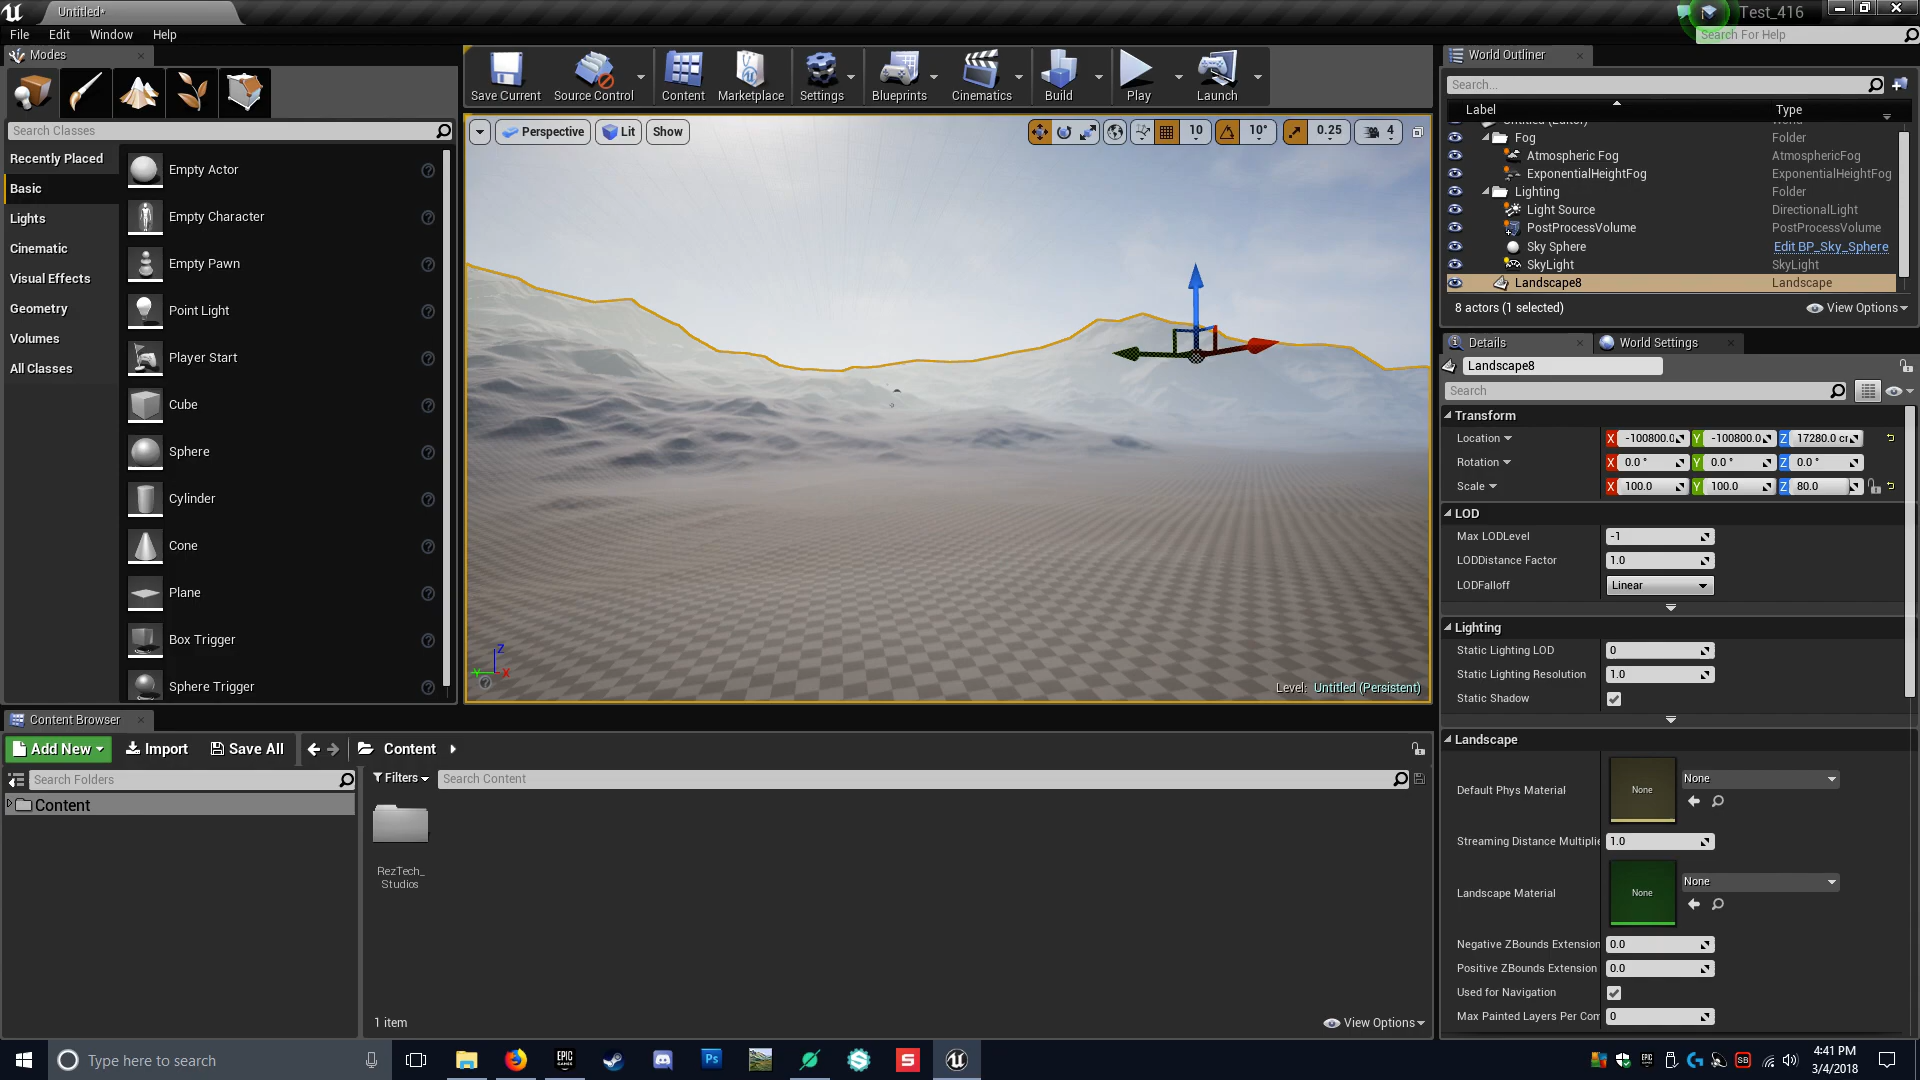 Untitled*
Test_416
File
Edit
Window
Help
Search For Help
Modes
Search Classes
Recently Placed
Basic
Lights
Cinematic
Visual Effects
Geometry
Volumes
All Classes
Empty Actor
Empty Character
Empty Pawn
Point Light
Player Start
Cube
Sphere
Cylinder
Cone
Plane
Box Trigger
Sphere Trigger
Save Current
Source Control
Content
Marketplace
Settings
Blueprints
Cinematics
Build
Play
Launch
Perspective
Lit
Show
10
10°
0.25
4
Z
Y
X
Level: Untitled (Persistent)
World Outliner
Search...
Label
Type
Untitled (Editor)
World
Fog
Folder
Atmospheric Fog
AtmosphericFog
ExponentialHeightFog
ExponentialHeightFog
Lighting
Folder
Light Source
DirectionalLight
PostProcessVolume
PostProcessVolume
Sky Sphere
Edit BP_Sky_Sphere
SkyLight
SkyLight
Landscape8
Landscape
8 actors (1 selected)
View Options
Details
World Settings
Landscape8
Search
Transform
Location
X -100800.0 Y -100800.0 Z 17280.0 cr
Rotation
X 0.0 ° Y 0.0 ° Z 0.0 °
Scale
X 100.0 Y 100.0 Z 80.0
LOD
Max LODLevel
-1
LODDistance Factor
1.0
LODFalloff
Linear
Lighting
Static Lighting LOD
0
Static Lighting Resolution
1.0
Static Shadow
Landscape
Default Phys Material
None
None
Streaming Distance Multiplie
1.0
Landscape Material
None
None
Negative ZBounds Extension
0.0
Positive ZBounds Extension
0.0
Used for Navigation
Max Painted Layers Per Com
0
Content Browser
Add New
Import
Save All
Content
Search Folders
Filters
Search Content
Content
RezTech_
Studios
1 item
View Options
Type here to search
EPIC
GAMES
Ps
S
EPIC
SB
4:41 PM
3/4/2018